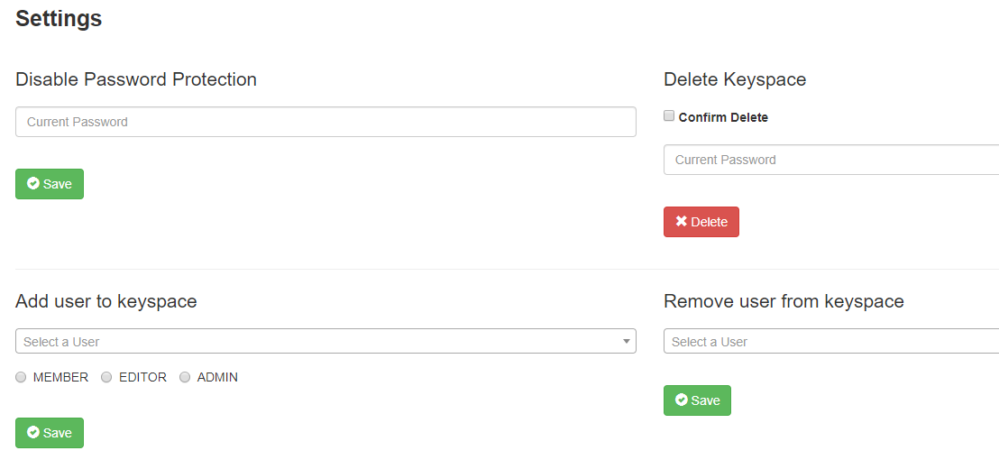 Settings
Disable Password Protection
Current Password
Save
Delete Keyspace
Confirm Delete
Current Password
Delete
Add user to keyspace
Select a User
MEMBER EDITOR ADMIN
Save
Remove user from keyspace
Select a User
Save